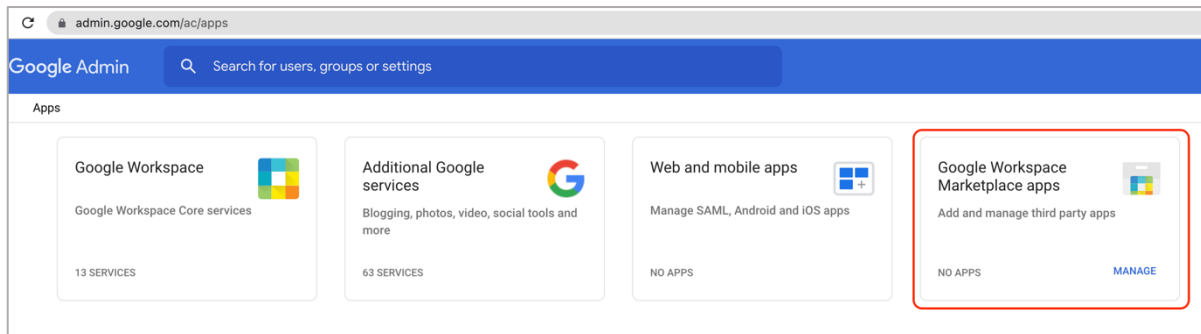 admin.google.com/ac/apps
Google Admin
Search for users, groups or settings
Apps
Google Workspace
Google Workspace Core services
13 SERVICES
Additional Google
services
Blogging, photos, video, social tools and
more
63 SERVICES
Web and mobile apps
Manage SAML, Android and iOS apps
NO APPS
Google Workspace
Marketplace apps
Add and manage third party apps
NO APPS
MANAGE